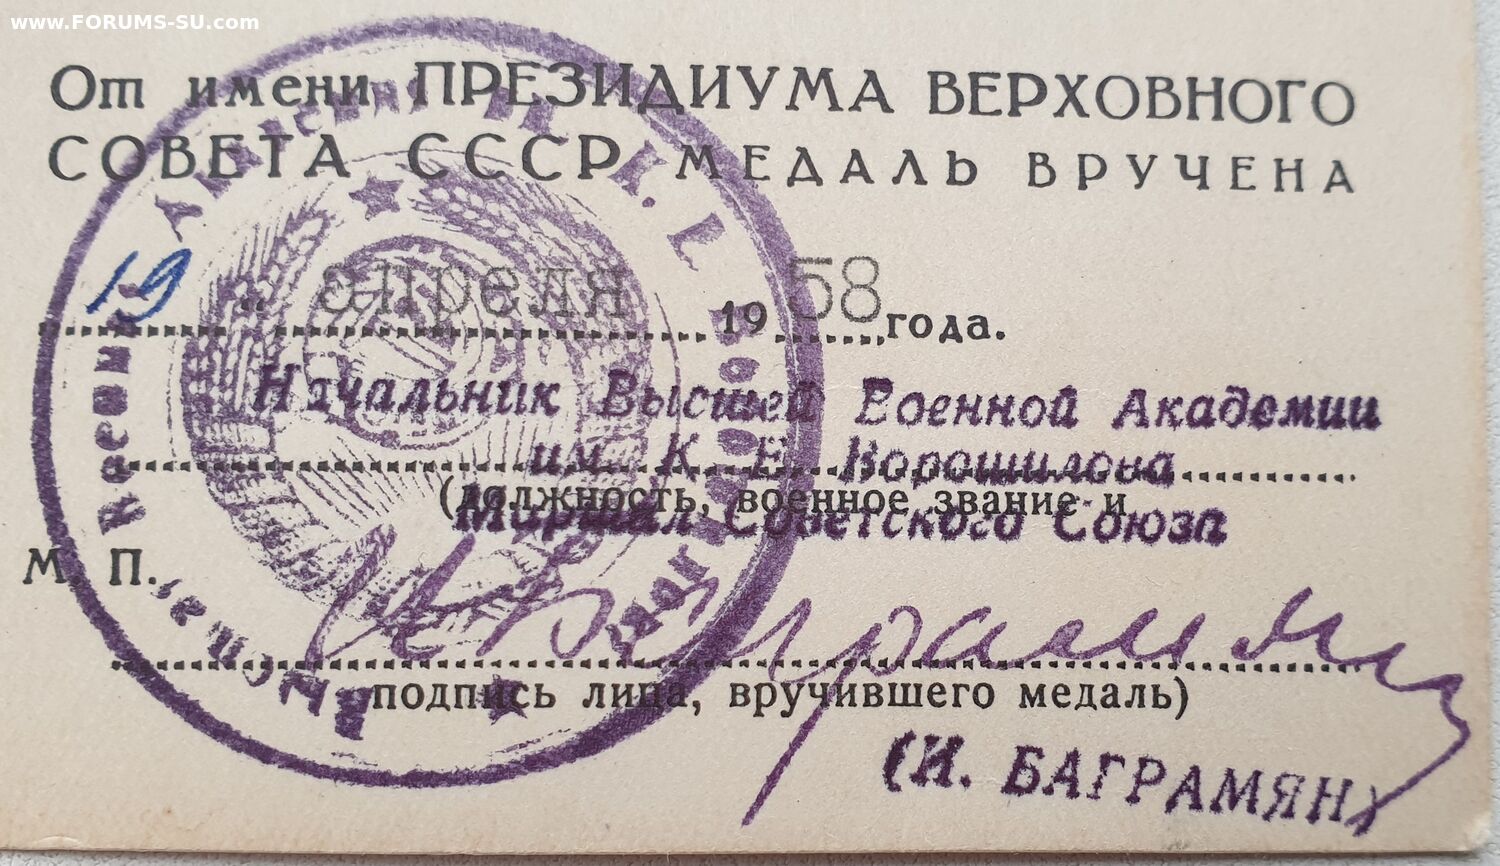 www.FORUMS-SU.com
От имени ПРЕЗИДИУМА ВЕРХОВНОГО
СОВЕТА СССР МЕДАЛЬ ВРУЧЕНА
19 " апреля 1958 года.
Начальник Высшей Военной Академии
им. К Е Ворошилова
(должность, военное звание и
Маршал Советского Союза
М. П.
подпись лица, вручившего медаль)
(И. БАГРАМЯН)